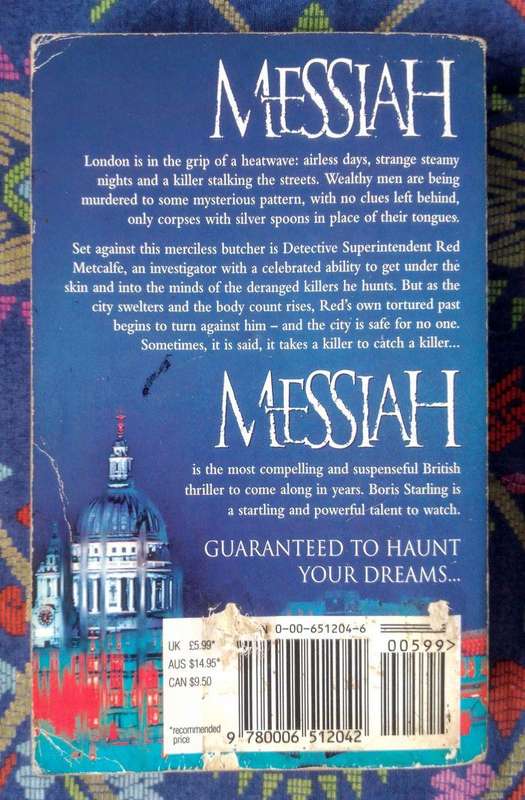 MESSIAH
London is in the grip of a heatwave: airless days, strange steamy
nights and a killer stalking the streets. Wealthy men are being
murdered to some mysterious pattern, with no clues left behind,
only corpses with silver spoons in place of their tongues.
Set against this merciless butcher is Detective Superintendent Red
Metcalfe, an investigator with a celebrated ability to get under the
skin and into the minds of the deranged killers he hunts. But as the
city swelters and the body count rises, Red's own tortured past
begins to turn against him – and the city is safe for no one.
Sometimes, it is said, it takes a killer to catch a killer...
MESSIAH
is the most compelling and suspenseful British
thriller to come along in years. Boris Starling is
a startling and powerful talent to watch.
GUARANTEED TO HAUNT
YOUR DREAMS...
UK £5.99*
AUS $14.95*
CAN $9.50
*recommended
price
0-00-651204-6
00599>
9 780006 512042